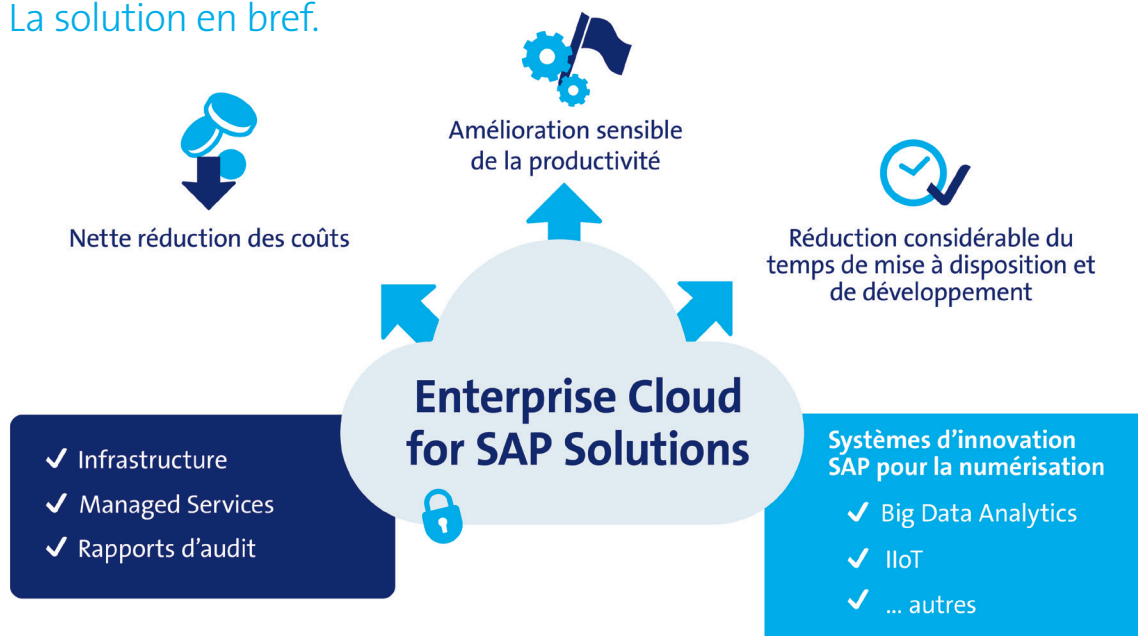 La solution en bref.
Amélioration sensible
de la productivité
Nette réduction des coûts
Réduction considérable du
temps de mise à disposition et
de développement
Enterprise Cloud
for SAP Solutions
Infrastructure
Managed Services
Rapports d'audit
Systèmes d'innovation
SAP pour la numérisation
Big Data Analytics
IIoT
... autres